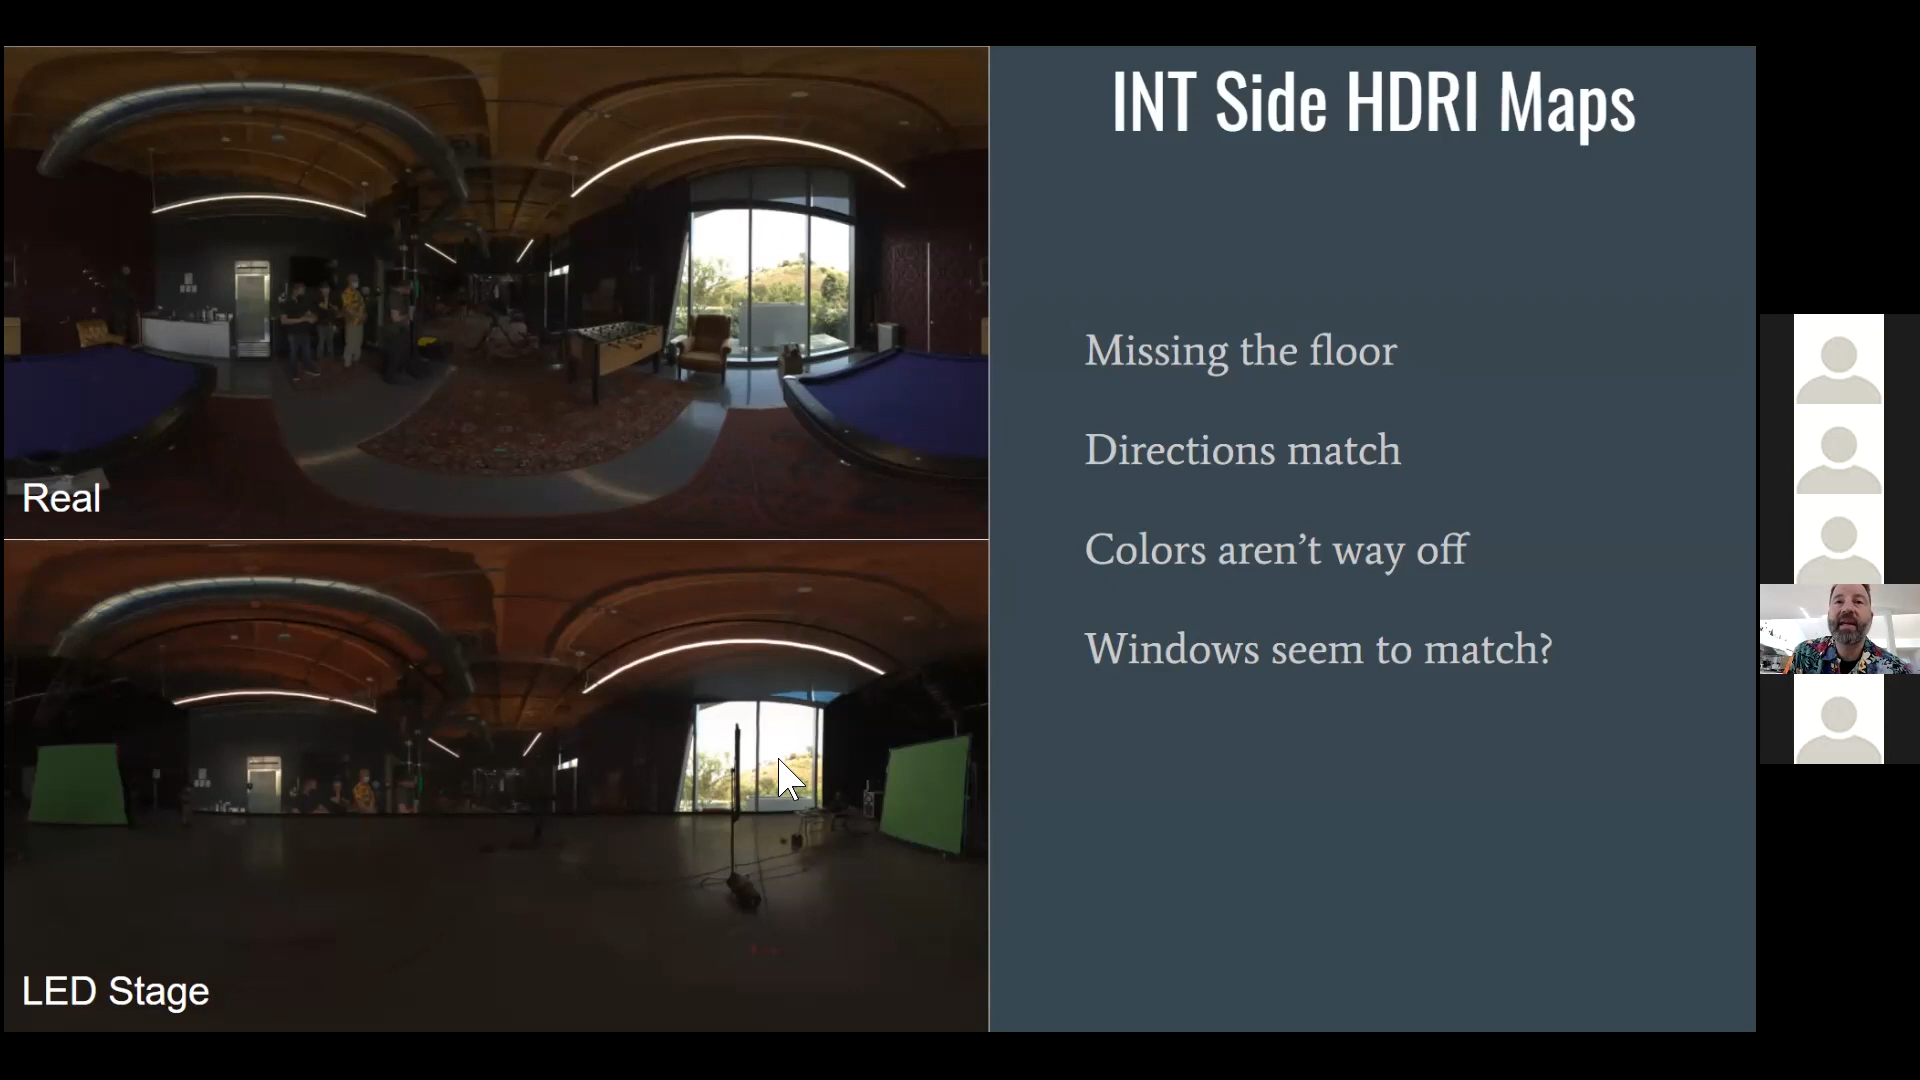 INT Side HDRI Maps
Missing the floor
Directions match
Colors aren’t way off
Windows seem to match?
Real
LED Stage